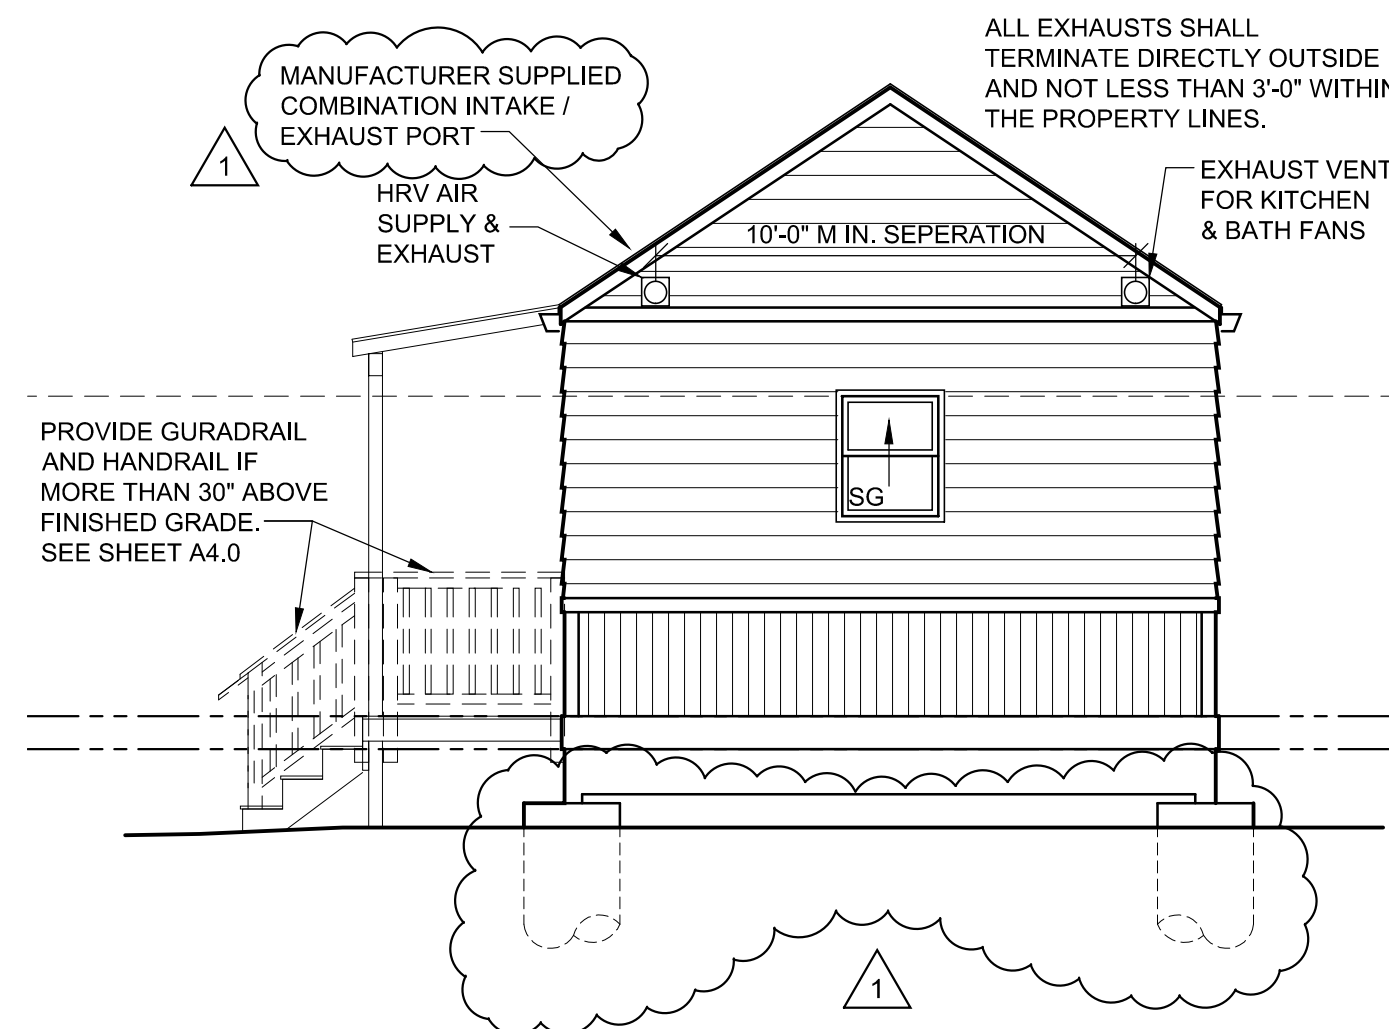 MANUFACTURER SUPPLIED
COMBINATION INTAKE /
EXHAUST PORT
1
HRV AIR
SUPPLY &
EXHAUST
ALL EXHAUSTS SHALL
TERMINATE DIRECTLY OUTSIDE
AND NOT LESS THAN 3'-0" WITHIN
THE PROPERTY LINES.
EXHAUST VENT
FOR KITCHEN
& BATH FANS
10'-0" M IN. SEPERATION
PROVIDE GURADRAIL
AND HANDRAIL IF
MORE THAN 30" ABOVE
FINISHED GRADE.
SEE SHEET A4.0
SG
1